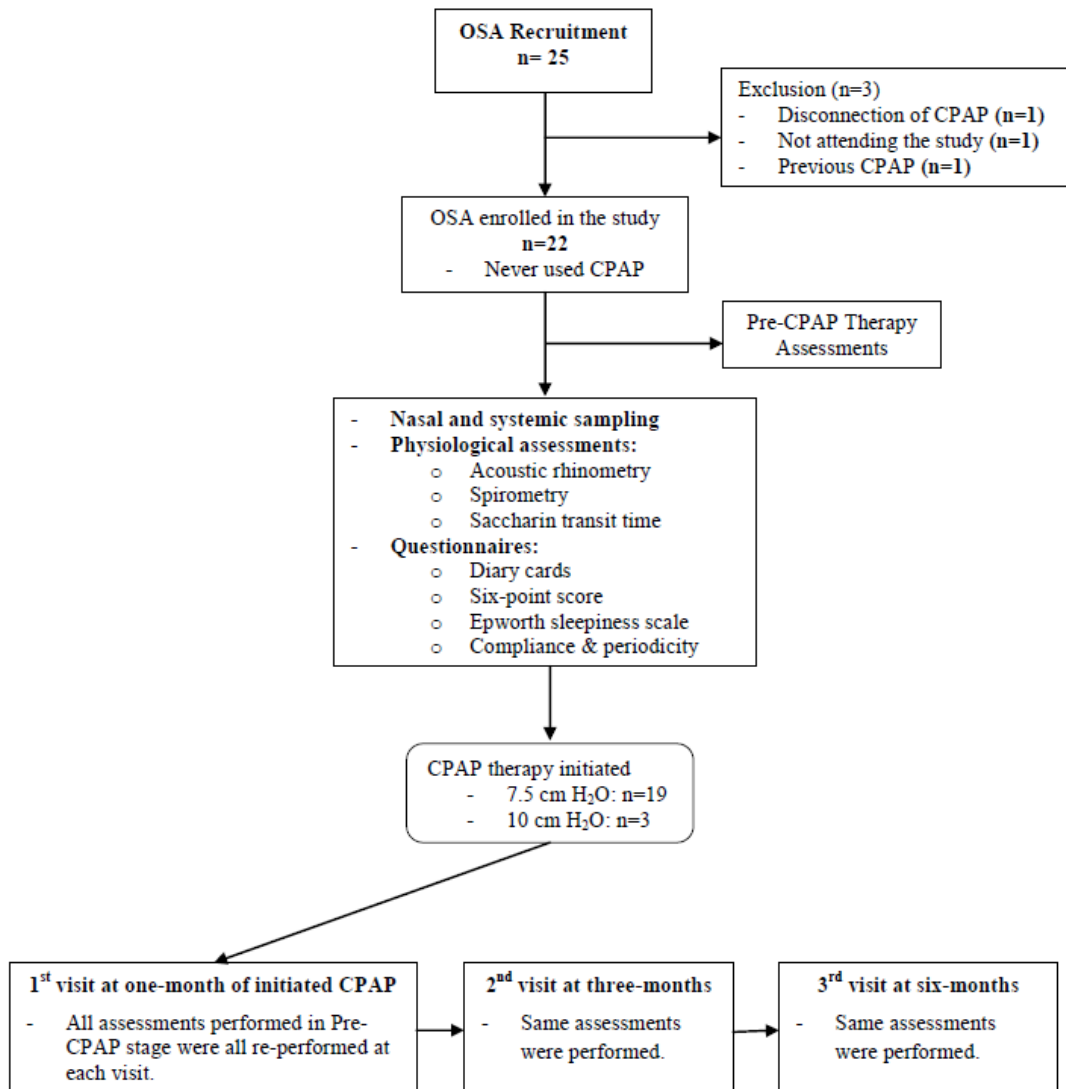 OSA Recruitment
n= 25
Exclusion (n=3)
- Disconnection of CPAP (n=1)
- Not attending the study (n=1)
- Previous CPAP (n=1)
OSA enrolled in the study
n=22
- Never used CPAP
Pre-CPAP Therapy
Assessments
- Nasal and systemic sampling
- Physiological assessments:
o Acoustic rhinometry
o Spirometry
o Saccharin transit time
- Questionnaires:
o Diary cards
o Six-point score
o Epworth sleepiness scale
o Compliance & periodicity
CPAP therapy initiated
- 7.5 cm H₂O: n=19
- 10 cm H₂O: n=3
1st visit at one-month of initiated CPAP
- All assessments performed in Pre-
CPAP stage were all re-performed at
each visit.
2nd visit at three-months
- Same assessments
were performed.
3rd visit at six-months
- Same assessments
were performed.